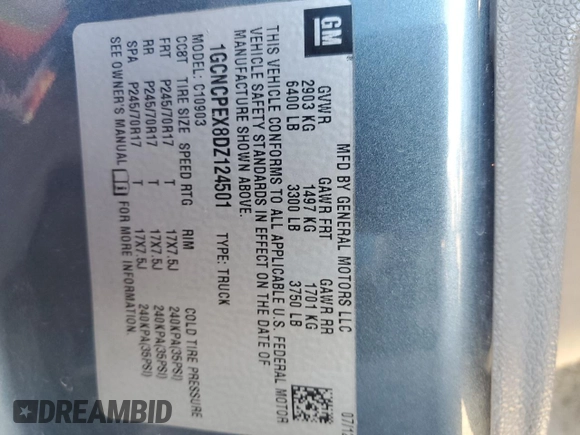 GM
MFD BY GENERAL MOTORS LLC
07/12
GVWR GAWR FRT GAWR RR
2903 KG 1497 KG 1701 KG
6400 LB 3300 LB 3750 LB
THIS VEHICLE CONFORMS TO ALL APPLICABLE U.S. FEDERAL MOTOR
VEHICLE SAFETY STANDARDS IN EFFECT ON THE DATE OF
MANUFACTURE SHOWN ABOVE.
1GCNCPEX8DZ124501 TYPE: TRUCK
MODEL: C10903
CC8T TIRE SIZE SPEED RTG RIM COLD TIRE PRESSURE
FRT P245/70R17 T 17X7.5J 240KPA(35PSI)
RR P245/70R17 T 17X7.5J 240KPA(35PSI)
SPA P245/70R17 T 17X7.5J 240KPA(35PSI)
SEE OWNER'S MANUAL FOR MORE INFORMATION.
DREAMBID